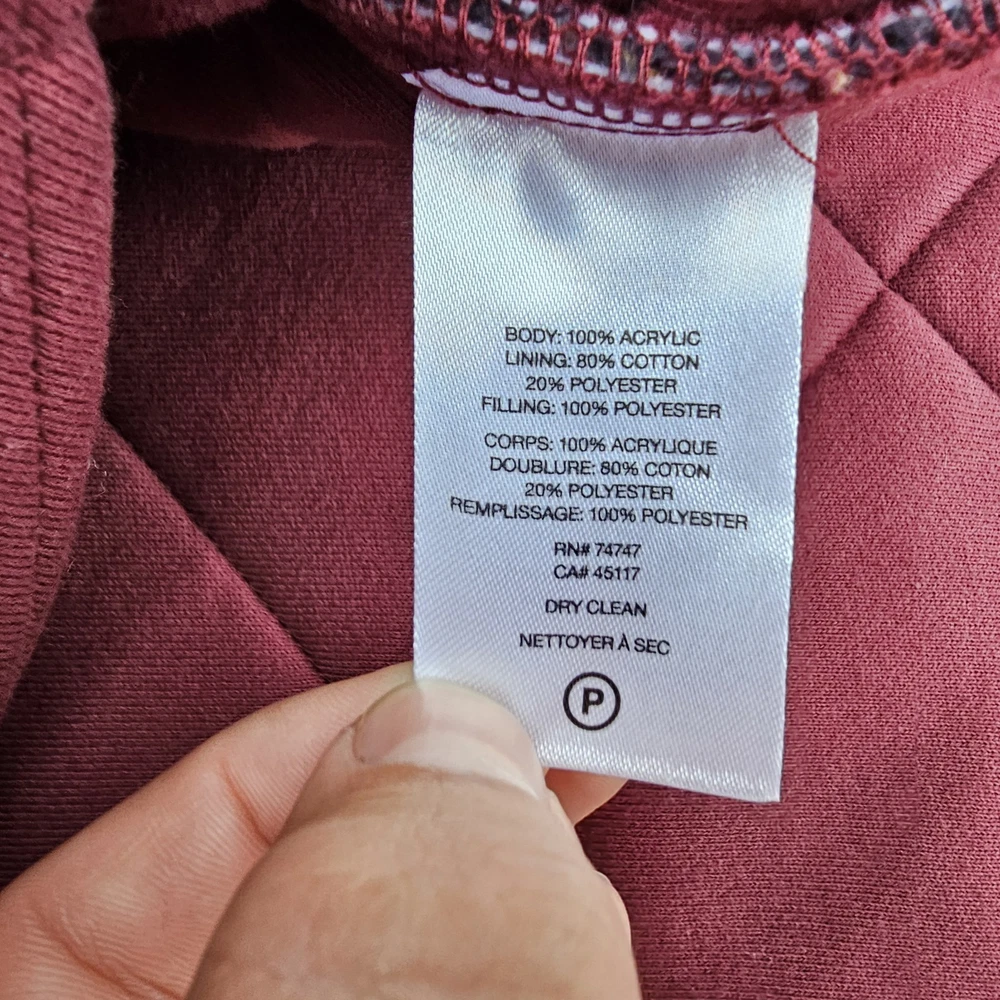 BODY: 100% ACRYLIC
LINING: 80% COTTON
20% POLYESTER
FILLING: 100% POLYESTER
CORPS: 100% ACRYLIQUE
DOUBLURE: 80% COTON
20% POLYESTER
REMPLISSAGE: 100% POLYESTER
RN# 74747
CA# 45117
DRY CLEAN
NETTOYER À SEC
P